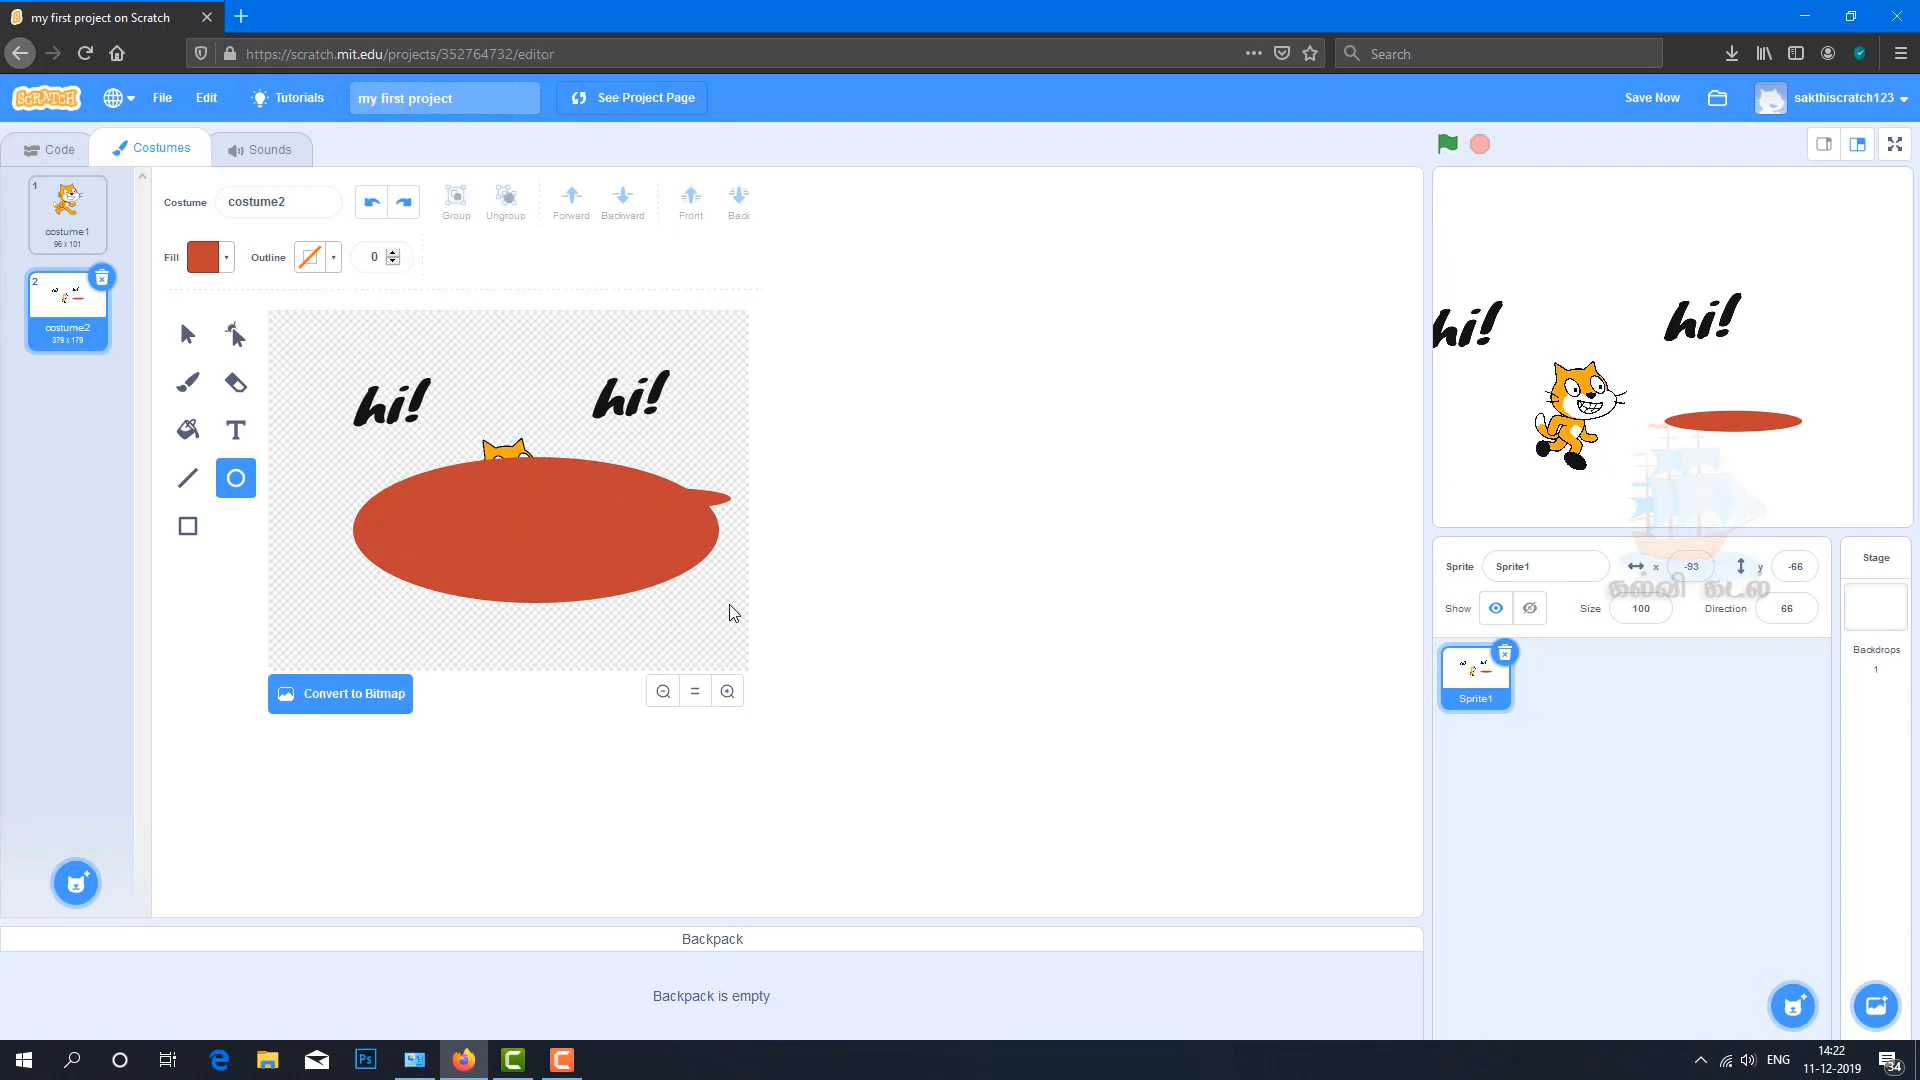 my first project on Scratch
https://scratch.mit.edu/projects/352764732/editor
Search
SCRATCH
File
Edit
Tutorials
my first project
See Project Page
Save Now
sakthiscratch123
Code
Costumes
Sounds
1
costume1
96 x 101
2
costume2
379 x 179
Costume
costume2
Group
Ungroup
Forward
Backward
Front
Back
Fill
Outline
0
hi!
hi!
T
Convert to Bitmap
hi!
hi!
Sprite
Sprite1
x
-93
y
-66
கல்வி கடல்
Show
Size
100
Direction
66
Sprite1
Stage
Backdrops
1
Backpack
Backpack is empty
Ps
ENG
14:22
11-12-2019
34